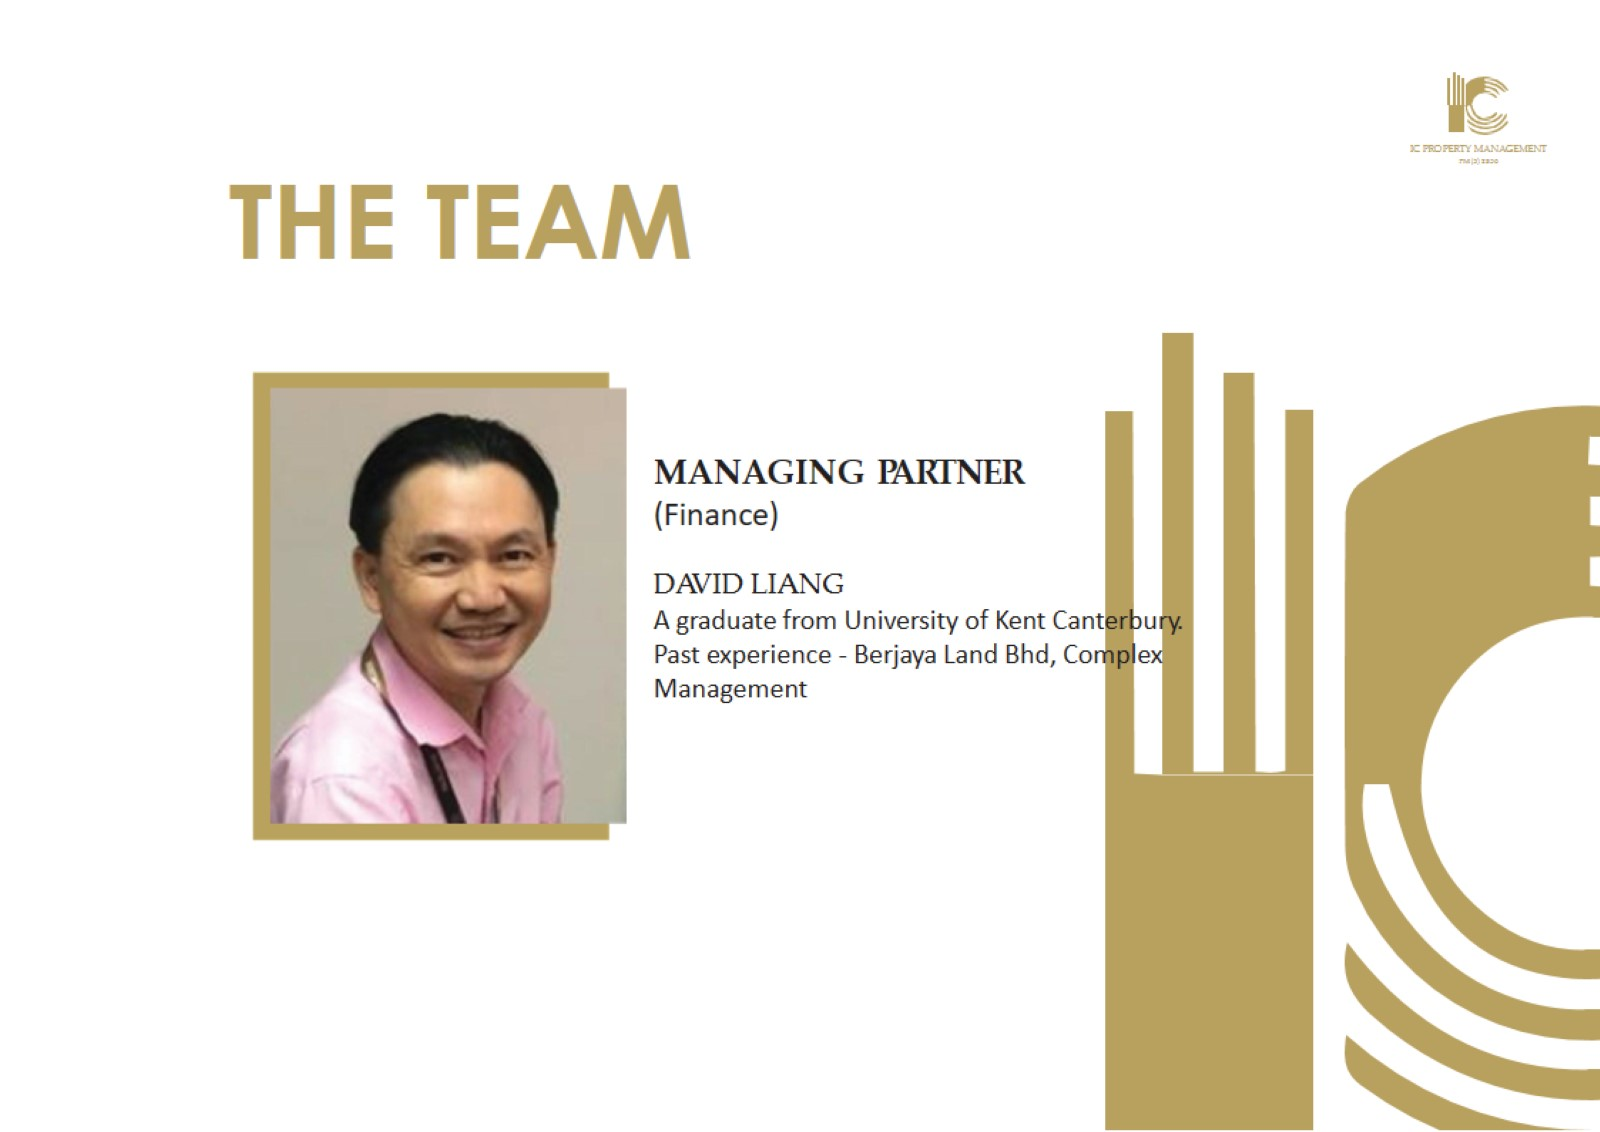 IC PROPERTY MANAGEMENT
THE TEAM
MANAGING PARTNER
(Finance)
DAVID LIANG
A graduate from University of Kent Canterbury.
Past experience - Berjaya Land Bhd, Complex
Management